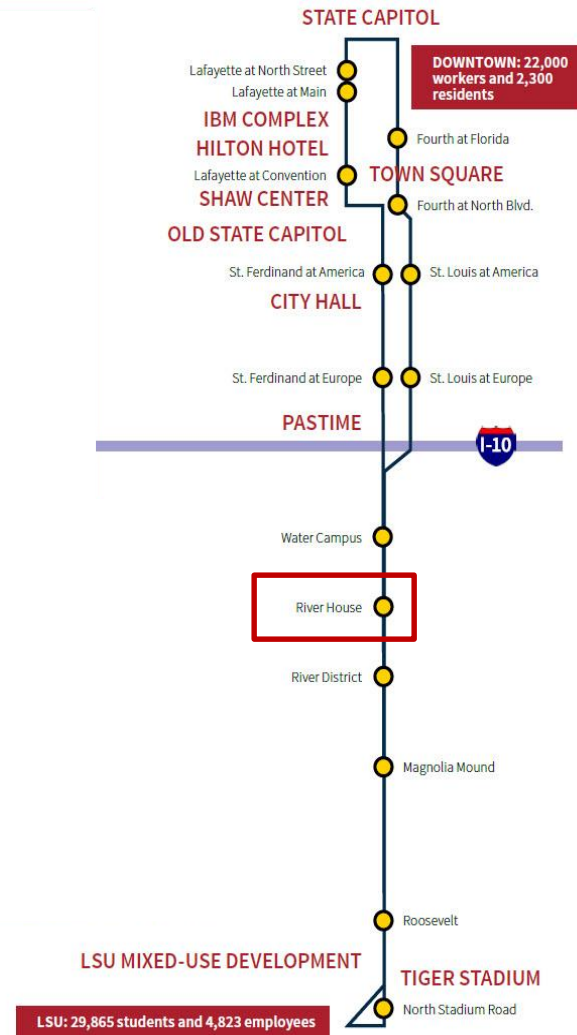 STATE CAPITOL
DOWNTOWN: 22,000
workers and 2,300
residents
Lafayette at North Street
Lafayette at Main
IBM COMPLEX
HILTON HOTEL
Fourth at Florida
Lafayette at Convention
TOWN SQUARE
SHAW CENTER
Fourth at North Blvd.
OLD STATE CAPITOL
St. Ferdinand at America
St. Louis at America
CITY HALL
St. Ferdinand at Europe
St. Louis at Europe
PASTIME
I-10
Water Campus
River House
River District
Magnolia Mound
Roosevelt
LSU MIXED-USE DEVELOPMENT
TIGER STADIUM
North Stadium Road
LSU: 29,865 students and 4,823 employees